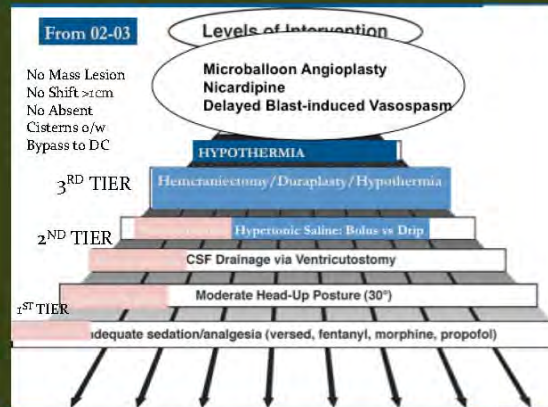 From 02-03
Levels of Intervention
Microballoon Angioplasty
Nicardipine
Delayed Blast-induced Vasospasm
No Mass Lesion
No Shift >1cm
No Absent
Cisterns o/w
Bypass to DC
HYPOTHERMIA
3RD TIER
Hemcraniectomy/Duraplasty/Hypothermia
2ND TIER
Hypertonic Saline: Bolus vs Drip
CSF Drainage via Ventricutostomy
Moderate Head-Up Posture (30°)
1ST TIER
dequate sedation/analgesia (versed, fentanyl, morphine, propofol)